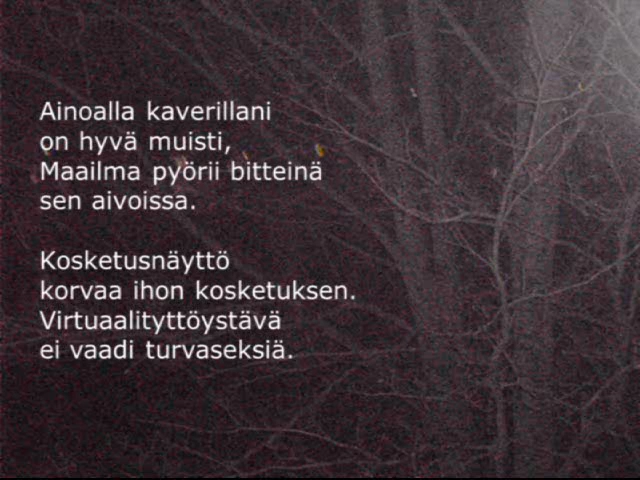 Ainoalla kaverillani
on hyvä muisti,
Maailma pyörii bitteinä
sen aivoissa.
Kosketusnäyttö
korvaa ihon kosketuksen.
Virtuaalityttöystävä
ei vaadi turvaseksiä.